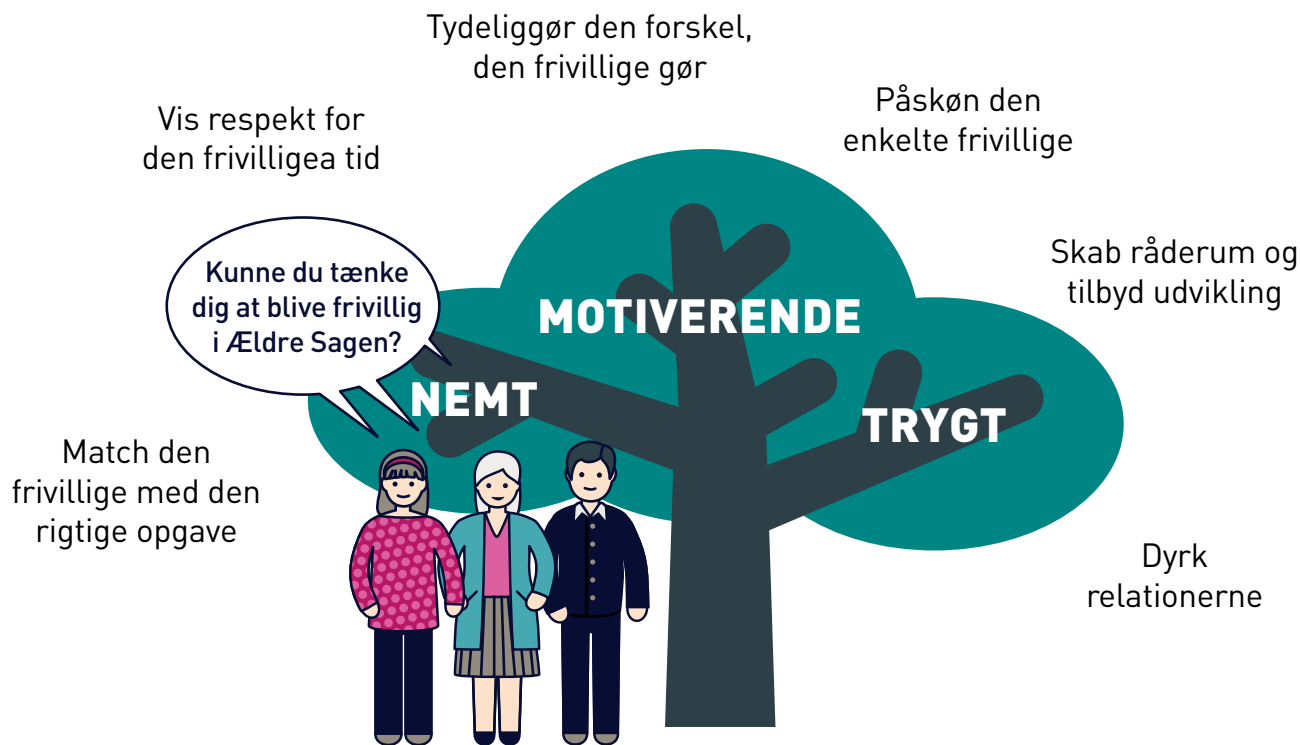 Tydeliggør den forskel,
den frivillige gør
Påskøn den
enkelte frivillige
Vis respekt for
den frivilligea tid
Kunne du tænke
dig at blive frivillig
i Ældre Sagen?
Skab råderum og
tilbyd udvikling
MOTIVERENDE
NEMT
TRYGT
Match den
frivillige med den
rigtige opgave
Dyrk
relationerne